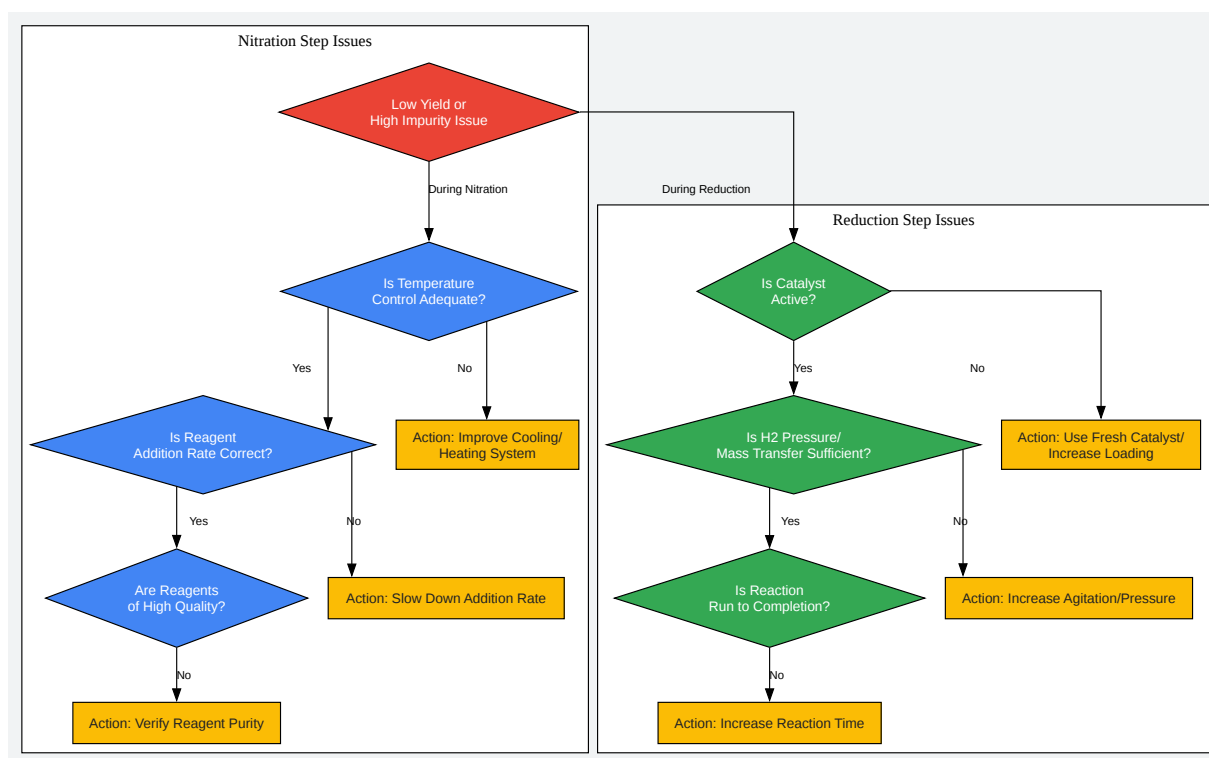 Nitration Step Issues
Low Yield or
High Impurity Issue
During Nitration
During Reduction
Reduction Step Issues
Is Temperature
Control Adequate?
Is Catalyst
Active?
Yes
No
Yes
No
Is Reagent
Addition Rate Correct?
Action: Improve Cooling/
Heating System
Is H2 Pressure/
Mass Transfer Sufficient?
Action: Use Fresh Catalyst/
Increase Loading
Yes
No
Yes
No
Are Reagents
of High Quality?
Action: Slow Down Addition Rate
Is Reaction
Run to Completion?
Action: Increase Agitation/Pressure
No
No
Action: Verify Reagent Purity
Action: Increase Reaction Time